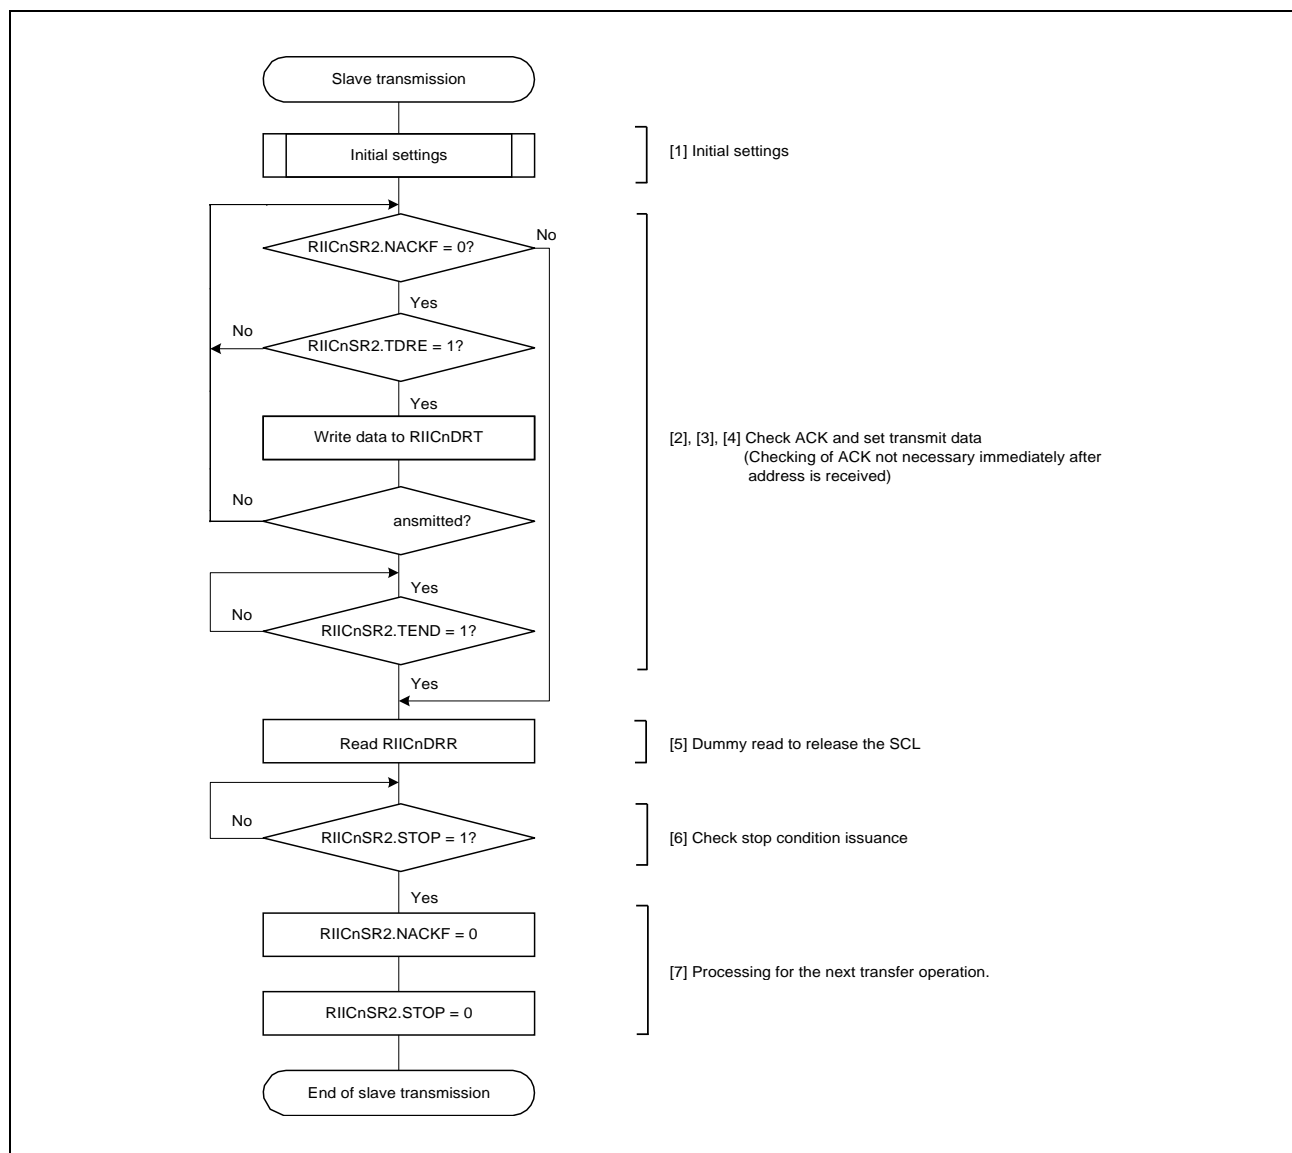 Slave transmission
Initial settings
[1] Initial settings
RIICnSR2.NACKF = 0?
No
Yes
No
RIICnSR2.TDRE = 1?
Yes
Write data to RIICnDRT
[2], [3], [4] Check ACK and set transmit data
(Checking of ACK not necessary immediately after
address is received)
No
ansmitted?
Yes
No
RIICnSR2.TEND = 1?
Yes
Read RIICnDRR
[5] Dummy read to release the SCL
No
RIICnSR2.STOP = 1?
[6] Check stop condition issuance
Yes
RIICnSR2.NACKF = 0
[7] Processing for the next transfer operation.
RIICnSR2.STOP = 0
End of slave transmission